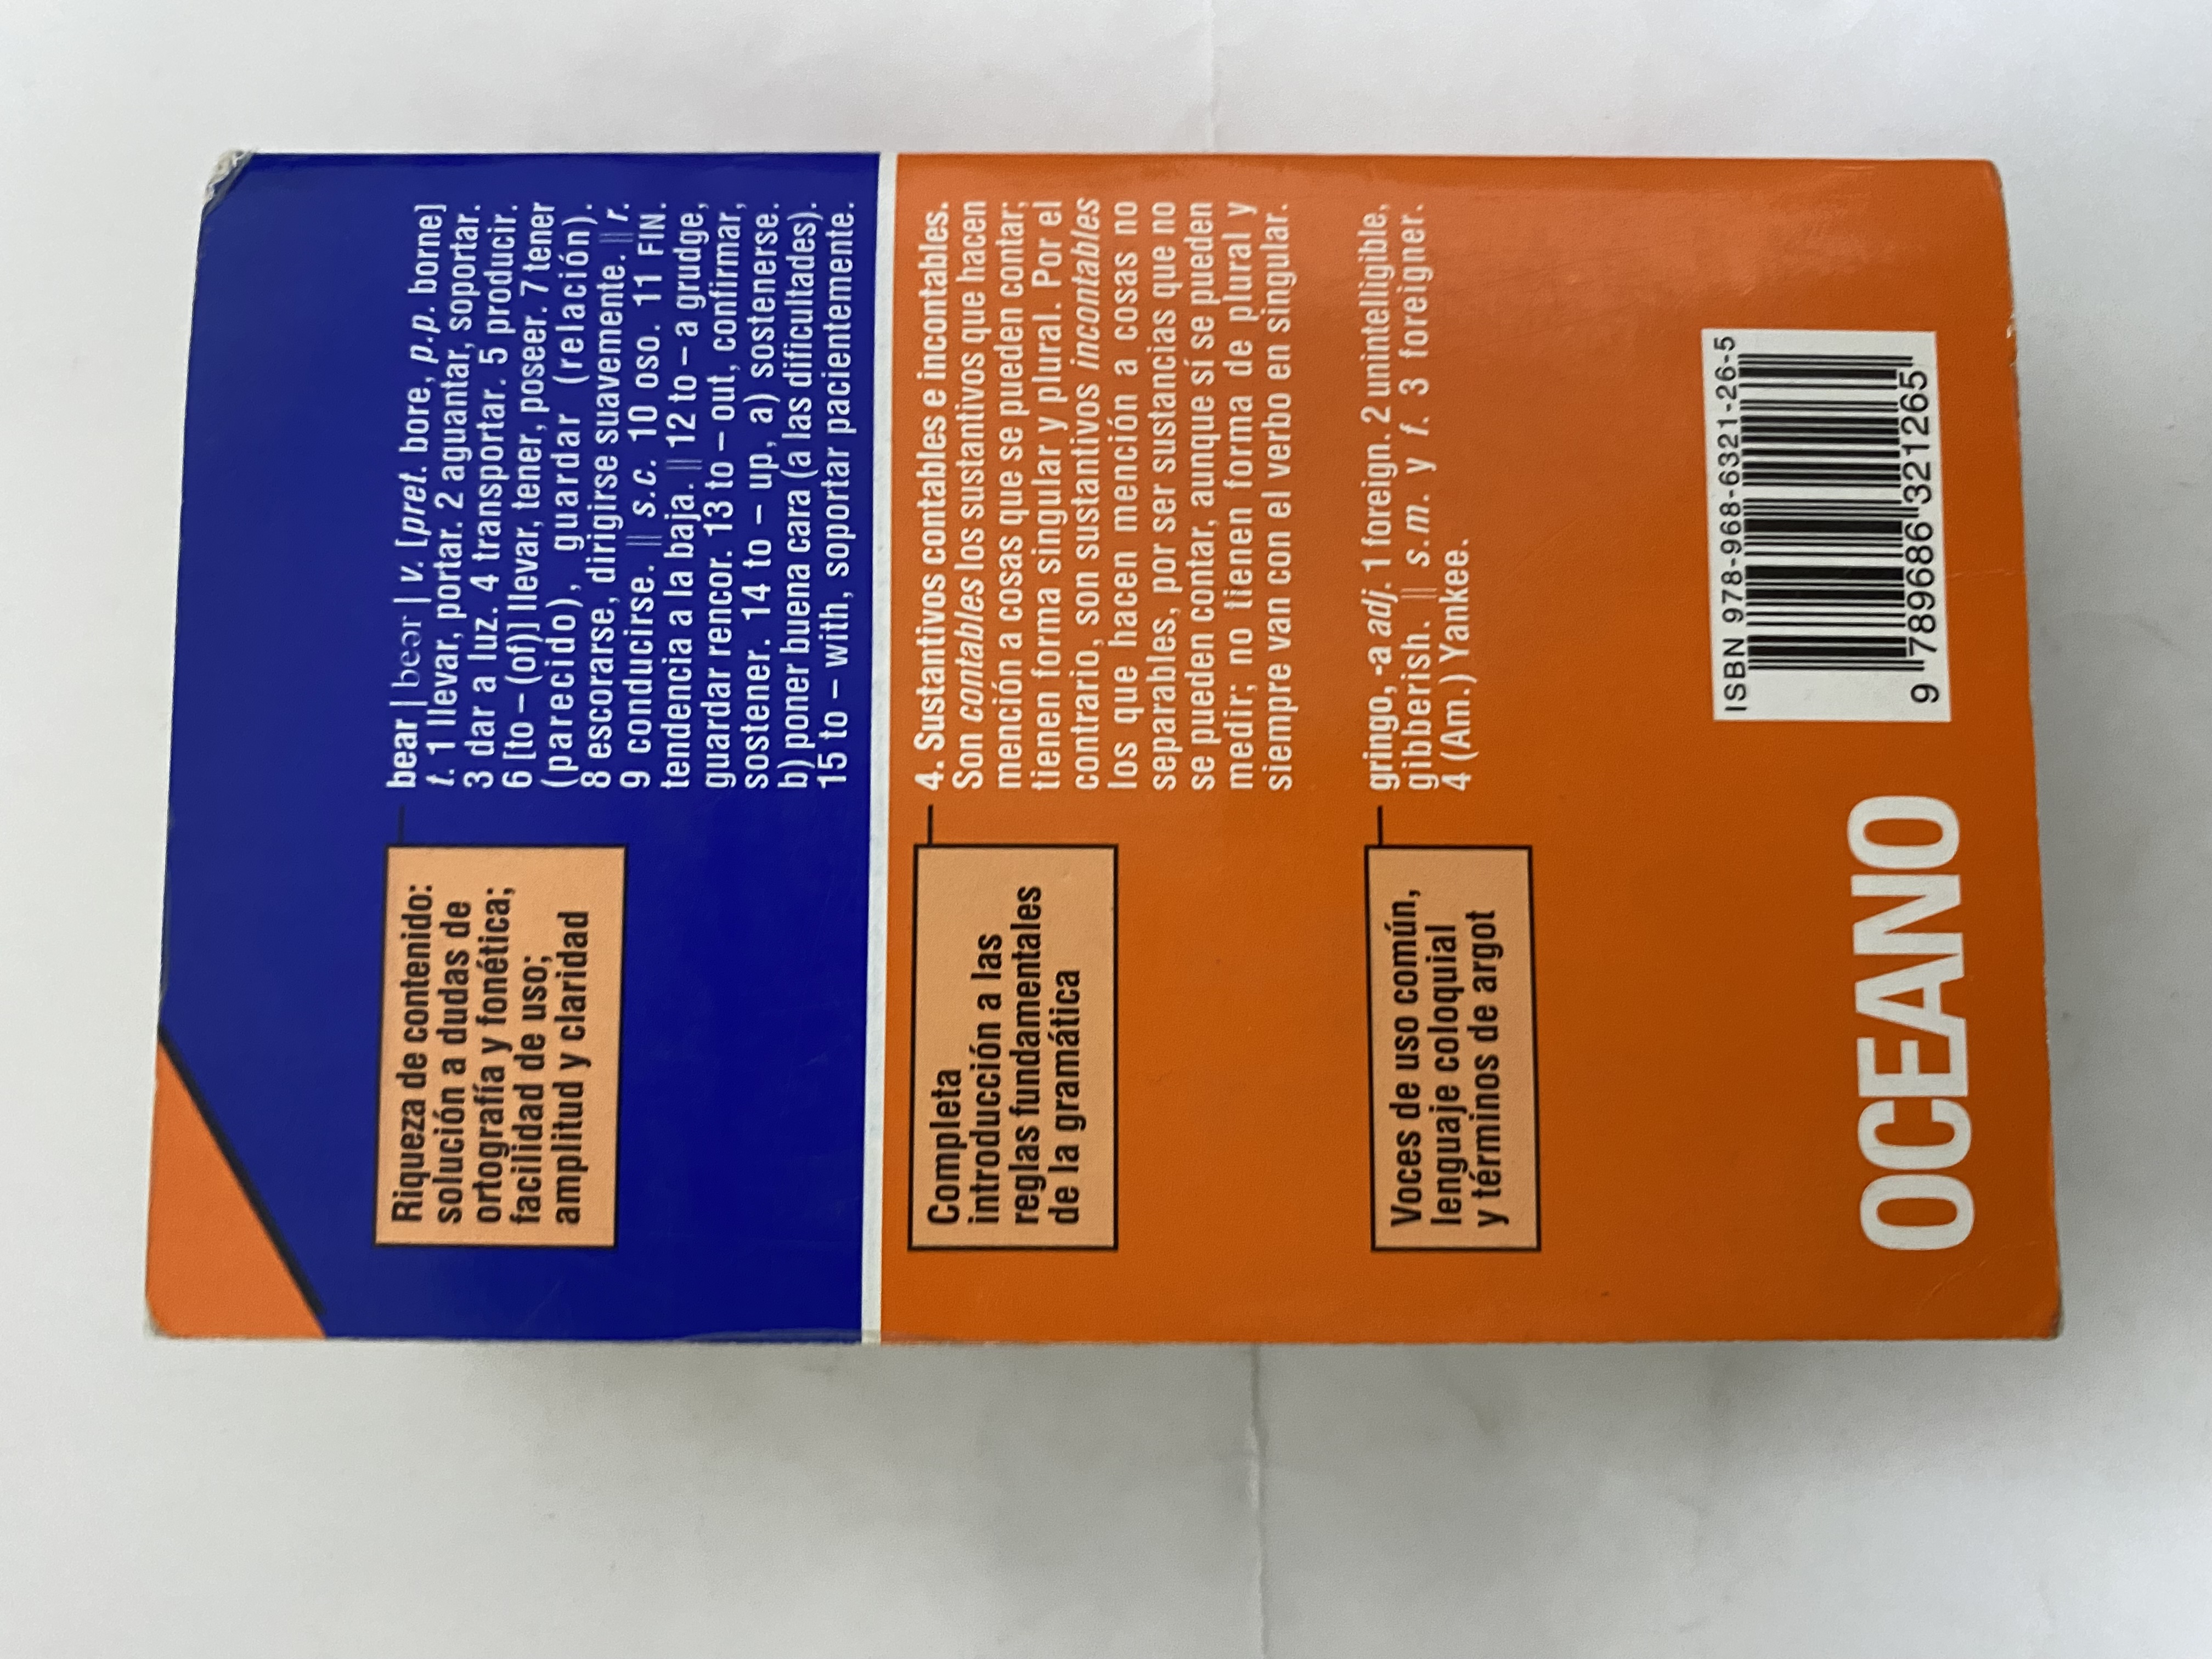 Riqueza de contenido:
solución a dudas de
ortografía y fonética;
facilidad de uso;
amplitud y claridad
bear | beər | v. [pret. bore, p.p. borne]
t. 1 llevar, portar. 2 aguantar, soportar.
3 dar a luz. 4 transportar. 5 producir.
6 [to – (of)] llevar, tener, poseer. 7 tener
(parecido), guardar (relación).
8 escorarse, dirigirse suavemente. || r.
9 conducirse. || s.c. 10 oso. 11 FIN.
tendencia a la baja. || 12 to – a grudge,
guardar rencor. 13 to – out, confirmar,
sostener. 14 to – up, a) sostenerse.
b) poner buena cara (a las dificultades).
15 to – with, soportar pacientemente.
Completa
introducción a las
reglas fundamentales
de la gramática
4. Sustantivos contables e incontables.
Son contables los sustantivos que hacen
mención a cosas que se pueden contar;
tienen forma singular y plural. Por el
contrario, son sustantivos incontables
los que hacen mención a cosas no
separables, por ser sustancias que no
se pueden contar, aunque sí se pueden
medir; no tienen forma de plural y
siempre van con el verbo en singular.
Voces de uso común,
lenguaje coloquial
y términos de argot
gringo, -a adj. 1 foreign. 2 unintelligible,
gibberish. || s.m. y f. 3 foreigner.
4 (Am.) Yankee.
ISBN 978-968-6321-26-5
9 789686 321265
OCEANO